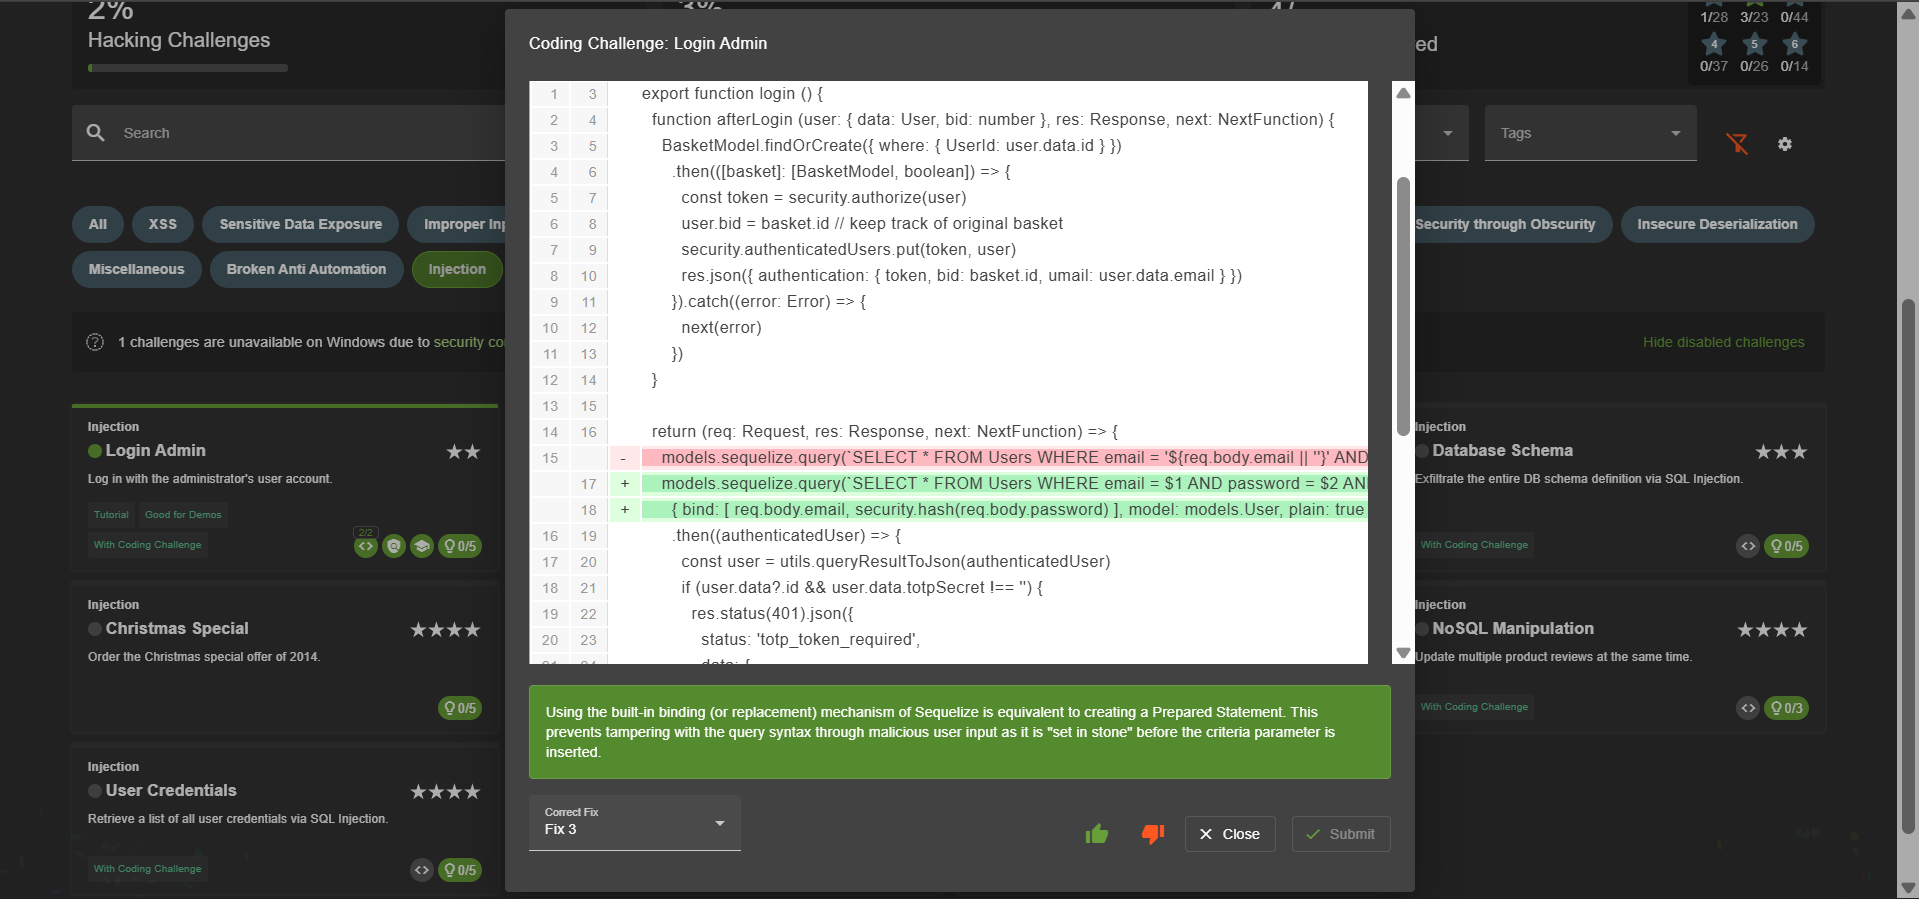 2%
Hacking Challenges
3%
1/28 3/23 0/44
4 5 6
0/37 0/26 0/14
Search
Tags
All
XSS
Sensitive Data Exposure
Security through Obscurity
Insecure Deserialization
Miscellaneous
Broken Anti Automation
Injection
1 challenges are unavailable on Windows due to security
Hide disabled challenges
Injection
Login Admin
Log in with the administrator's user account.
Tutorial
Good for Demos
With Coding Challenge
2/2
<> 0/5
Injection
Christmas Special
Order the Christmas special offer of 2014.
0/5
Injection
User Credentials
Retrieve a list of all user credentials via SQL Injection.
With Coding Challenge
<> 0/5
Coding Challenge: Login Admin
1 3 export function login () {
2 4 function afterLogin (user: { data: User, bid: number }, res: Response, next: NextFunction) {
3 5 BasketModel.findOrCreate({ where: { UserId: user.data.id } })
4 6 .then(([basket]: [BasketModel, boolean]) => {
5 7 const token = security.authorize(user)
6 8 user.bid = basket.id // keep track of original basket
7 9 security.authenticatedUsers.put(token, user)
8 10 res.json({ authentication: { token, bid: basket.id, umail: user.data.email } })
9 11 }).catch((error: Error) => {
10 12 next(error)
11 13 })
12 14 }
13 15
14 16 return (req: Request, res: Response, next: NextFunction) => {
15 - models.sequelize.query(`SELECT * FROM Users WHERE email = '${req.body.email || ''}' AND
17 + models.sequelize.query(`SELECT * FROM Users WHERE email = $1 AND password = $2 AN
18 + { bind: [ req.body.email, security.hash(req.body.password) ], model: models.User, plain: true
16 19 .then((authenticatedUser) => {
17 20 const user = utils.queryResultToJson(authenticatedUser)
18 21 if (user.data?.id && user.data.totpSecret !== '') {
19 22 res.status(401).json({
20 23 status: 'totp_token_required',
21 24 data: {
Using the built-in binding (or replacement) mechanism of Sequelize is equivalent to creating a Prepared Statement. This
prevents tampering with the query syntax through malicious user input as it is "set in stone" before the criteria parameter is
inserted.
Correct Fix
Fix 3
Close
Submit
Injection
Database Schema
Exfiltrate the entire DB schema definition via SQL Injection.
With Coding Challenge
<> 0/5
Injection
NoSQL Manipulation
Update multiple product reviews at the same time.
With Coding Challenge
<> 0/3